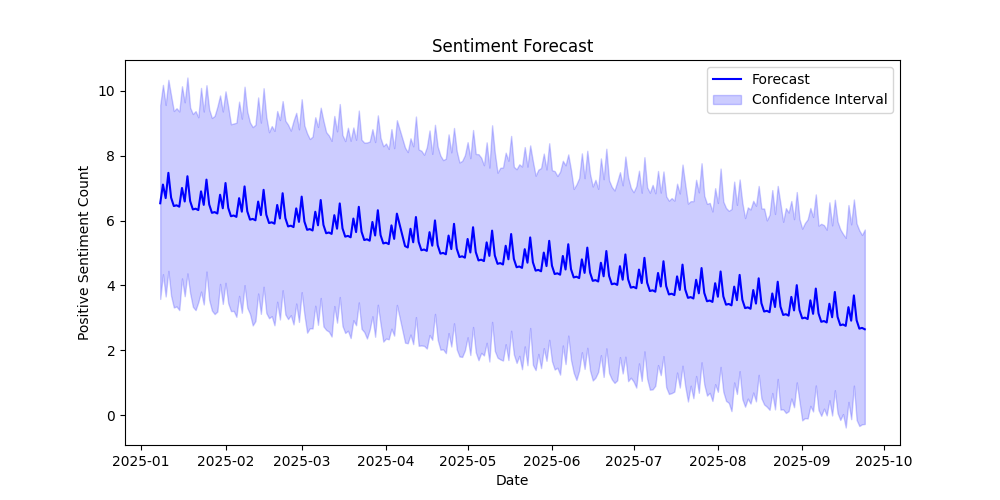 Sentiment Forecast
Forecast
Confidence Interval
Positive Sentiment Count
10
8
6
4
2
0
2025-01 2025-02 2025-03 2025-04 2025-05 2025-06 2025-07 2025-08 2025-09 2025-10
Date